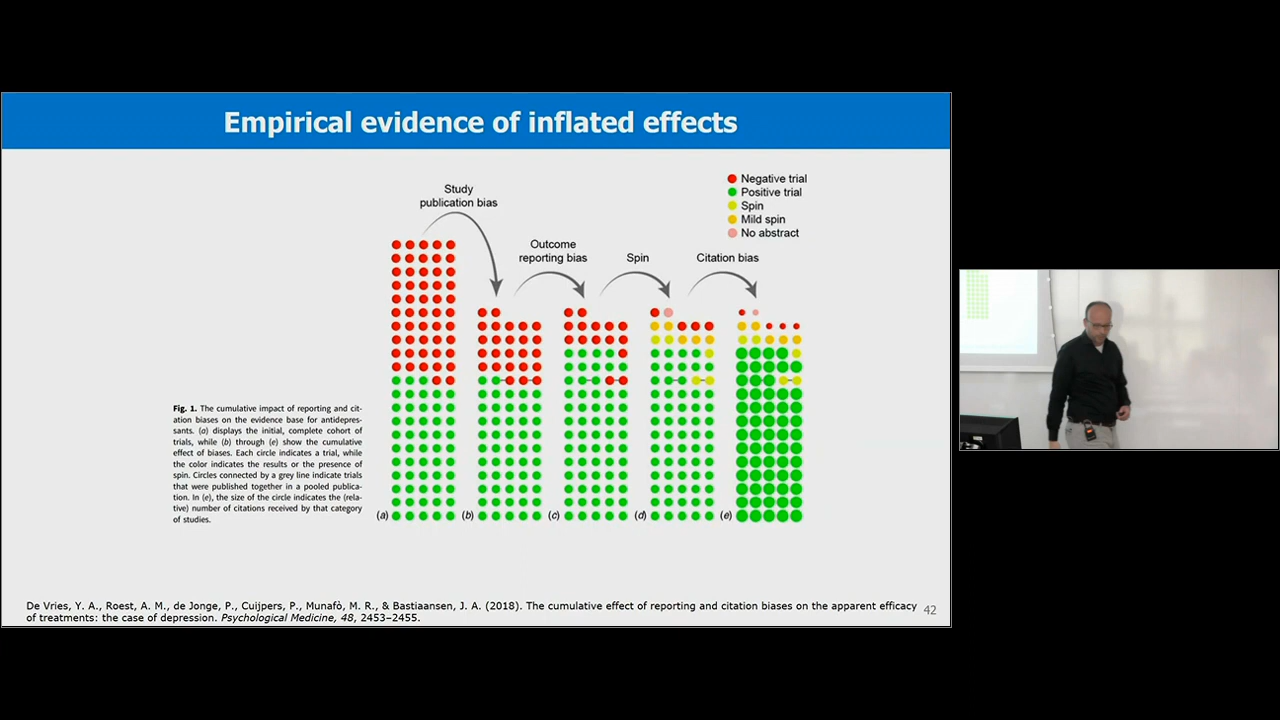 Empirical evidence of inflated effects
Negative trial
Positive trial
Spin
Mild spin
No abstract
Study
publication bias
Outcome
reporting bias
Spin
Citation bias
Fig. 1. The cumulative impact of reporting and cit-
ation biases on the evidence base for antidepres-
sants. (a) displays the initial, complete cohort of
trials, while (b) through (e) show the cumulative
effect of biases. Each circle indicates a trial, while
the color indicates the results or the presence of
spin. Circles connected by a grey line indicate trials
that were published together in a pooled publica-
tion. In (e), the size of the circle indicates the (rela-
tive) number of citations received by that category
of studies.
(a) (b) (c) (d) (e)
De Vries, Y. A., Roest, A. M., de Jonge, P., Cuijpers, P., Munafò, M. R., & Bastiaansen, J. A. (2018). The cumulative effect of reporting and citation biases on the apparent efficacy
of treatments: the case of depression. Psychological Medicine, 48, 2453–2455.
42